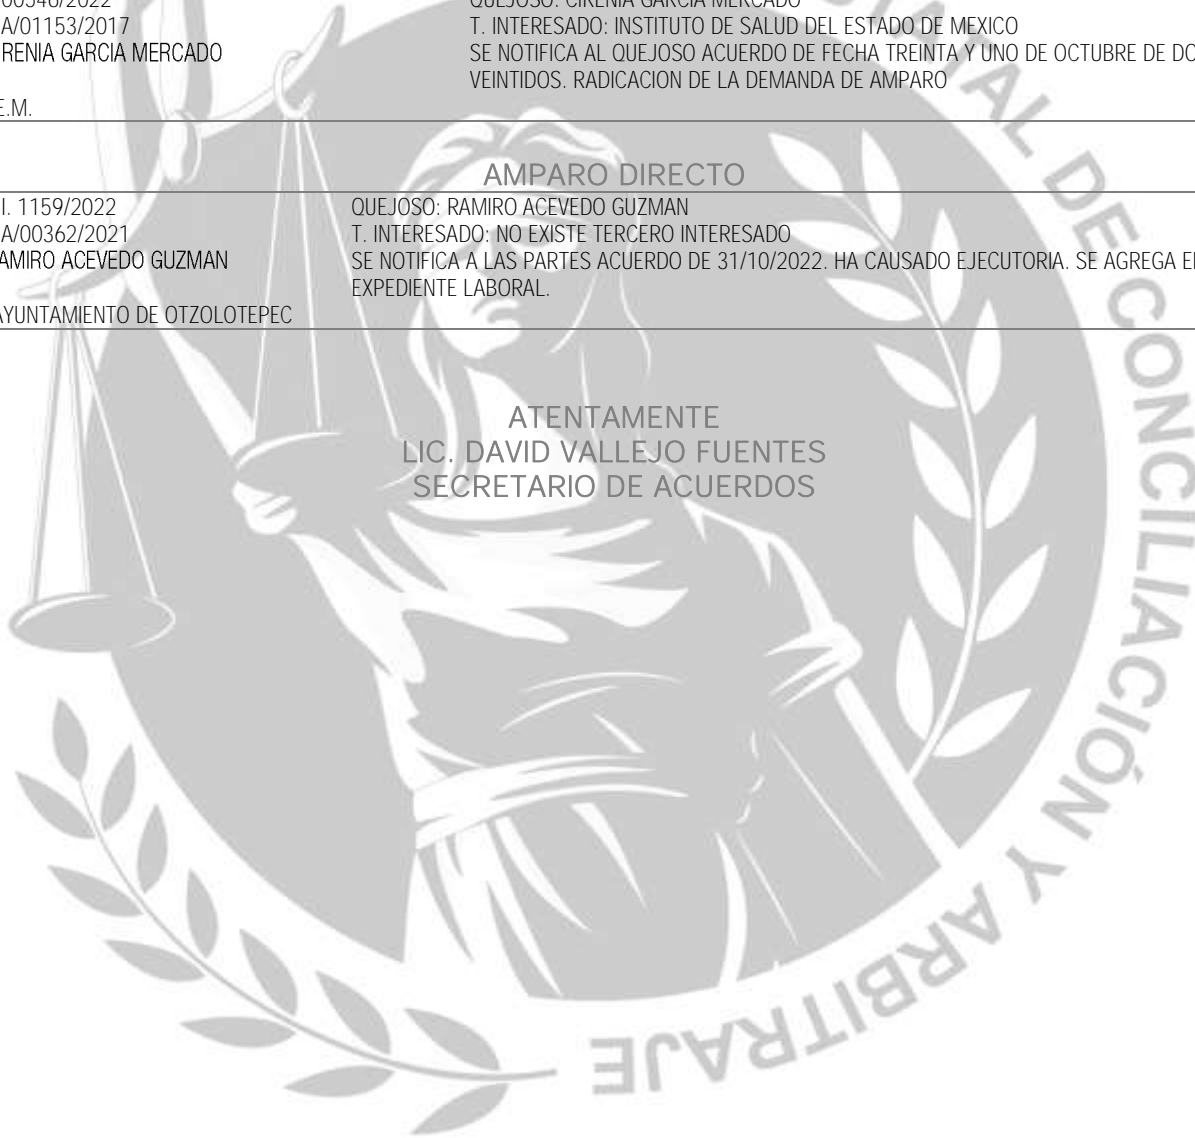 00546/2022 QUEJOSO: CIRENIA GARCIA MERCADO
A/01153/2017 T. INTERESADO: INSTITUTO DE SALUD DEL ESTADO DE MEXICO
RENIA GARCIA MERCADO SE NOTIFICA AL QUEJOSO ACUERDO DE FECHA TREINTA Y UNO DE OCTUBRE DE DO
VEINTIDOS. RADICACION DE LA DEMANDA DE AMPARO
E.M.
AMPARO DIRECTO
I. 1159/2022 QUEJOSO: RAMIRO ACEVEDO GUZMAN
A/00362/2021 T. INTERESADO: NO EXISTE TERCERO INTERESADO
AMIRO ACEVEDO GUZMAN SE NOTIFICA A LAS PARTES ACUERDO DE 31/10/2022. HA CAUSADO EJECUTORIA. SE AGREGA E
EXPEDIENTE LABORAL.
AYUNTAMIENTO DE OTZOLOTEPEC
ATENTAMENTE
LIC. DAVID VALLEJO FUENTES
SECRETARIO DE ACUERDOS
IAL DE CONCILIACIÓN Y ARBITRAJE